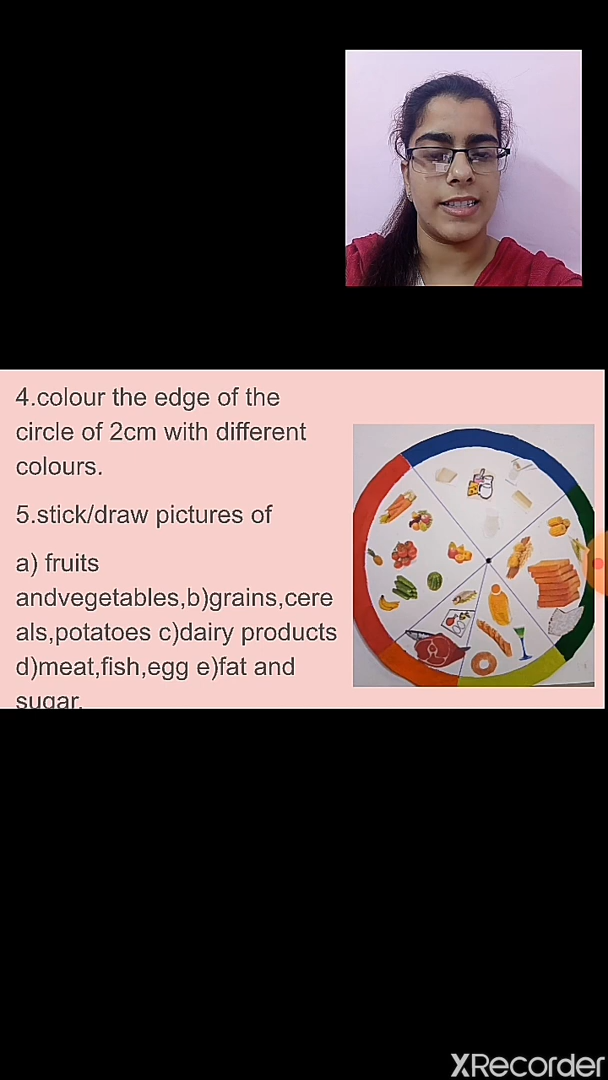 4.colour the edge of the
circle of 2cm with different
colours.
5.stick/draw pictures of
a) fruits
andvegetables,b)grains,cere
als,potatoes c)dairy products
d)meat,fish,egg e)fat and
sugar.
XRecorder